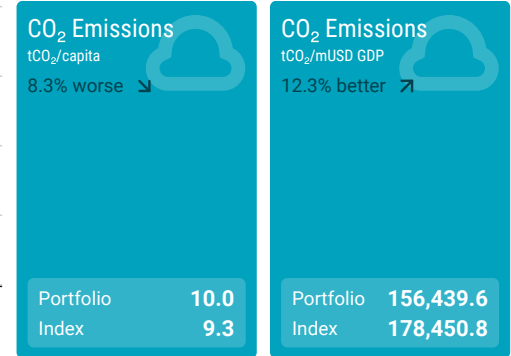 CO₂ Emissions
tCO₂/capita
8.3% worse
Portfolio 10.0
Index 9.3
CO₂ Emissions
tCO₂/mUSD GDP
12.3% better
Portfolio 156,439.6
Index 178,450.8